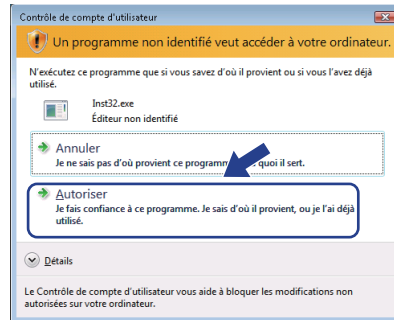 Contrôle de compte d'utilisateur
Un programme non identifié veut accéder à votre ordinateur.
N'exécutez ce programme que si vous savez d'où il provient ou si vous l'avez déjà
utilisé.
Inst32.exe
Éditeur non identifié
Annuler
Je ne sais pas d'où provient ce programme quoi il sert.
Autoriser
Je fais confiance à ce programme. Je sais d'où il provient, ou je l'ai déjà
utilisé.
Détails
Le Contrôle de compte d'utilisateur vous aide à bloquer les modifications non
autorisées sur votre ordinateur.